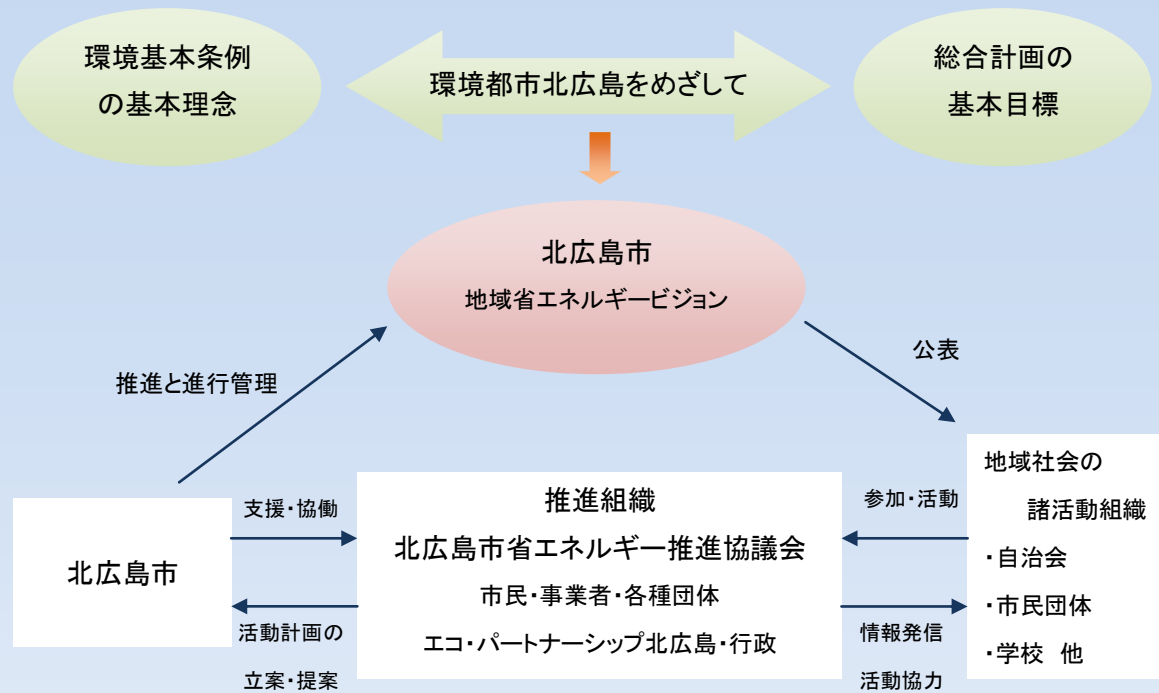 環境基本条例
の基本理念
環境都市北広島をめざして
総合計画の
基本目標
北広島市
地域省エネルギービジョン
推進と進行管理
公表
北広島市
支援・協働
活動計画の
立案・提案
推進組織
北広島市省エネルギー推進協議会
市民・事業者・各種団体
エコ・パートナーシップ北広島・行政
参加・活動
情報発信
活動協力
地域社会の
諸活動組織
・自治会
・市民団体
・学校 他